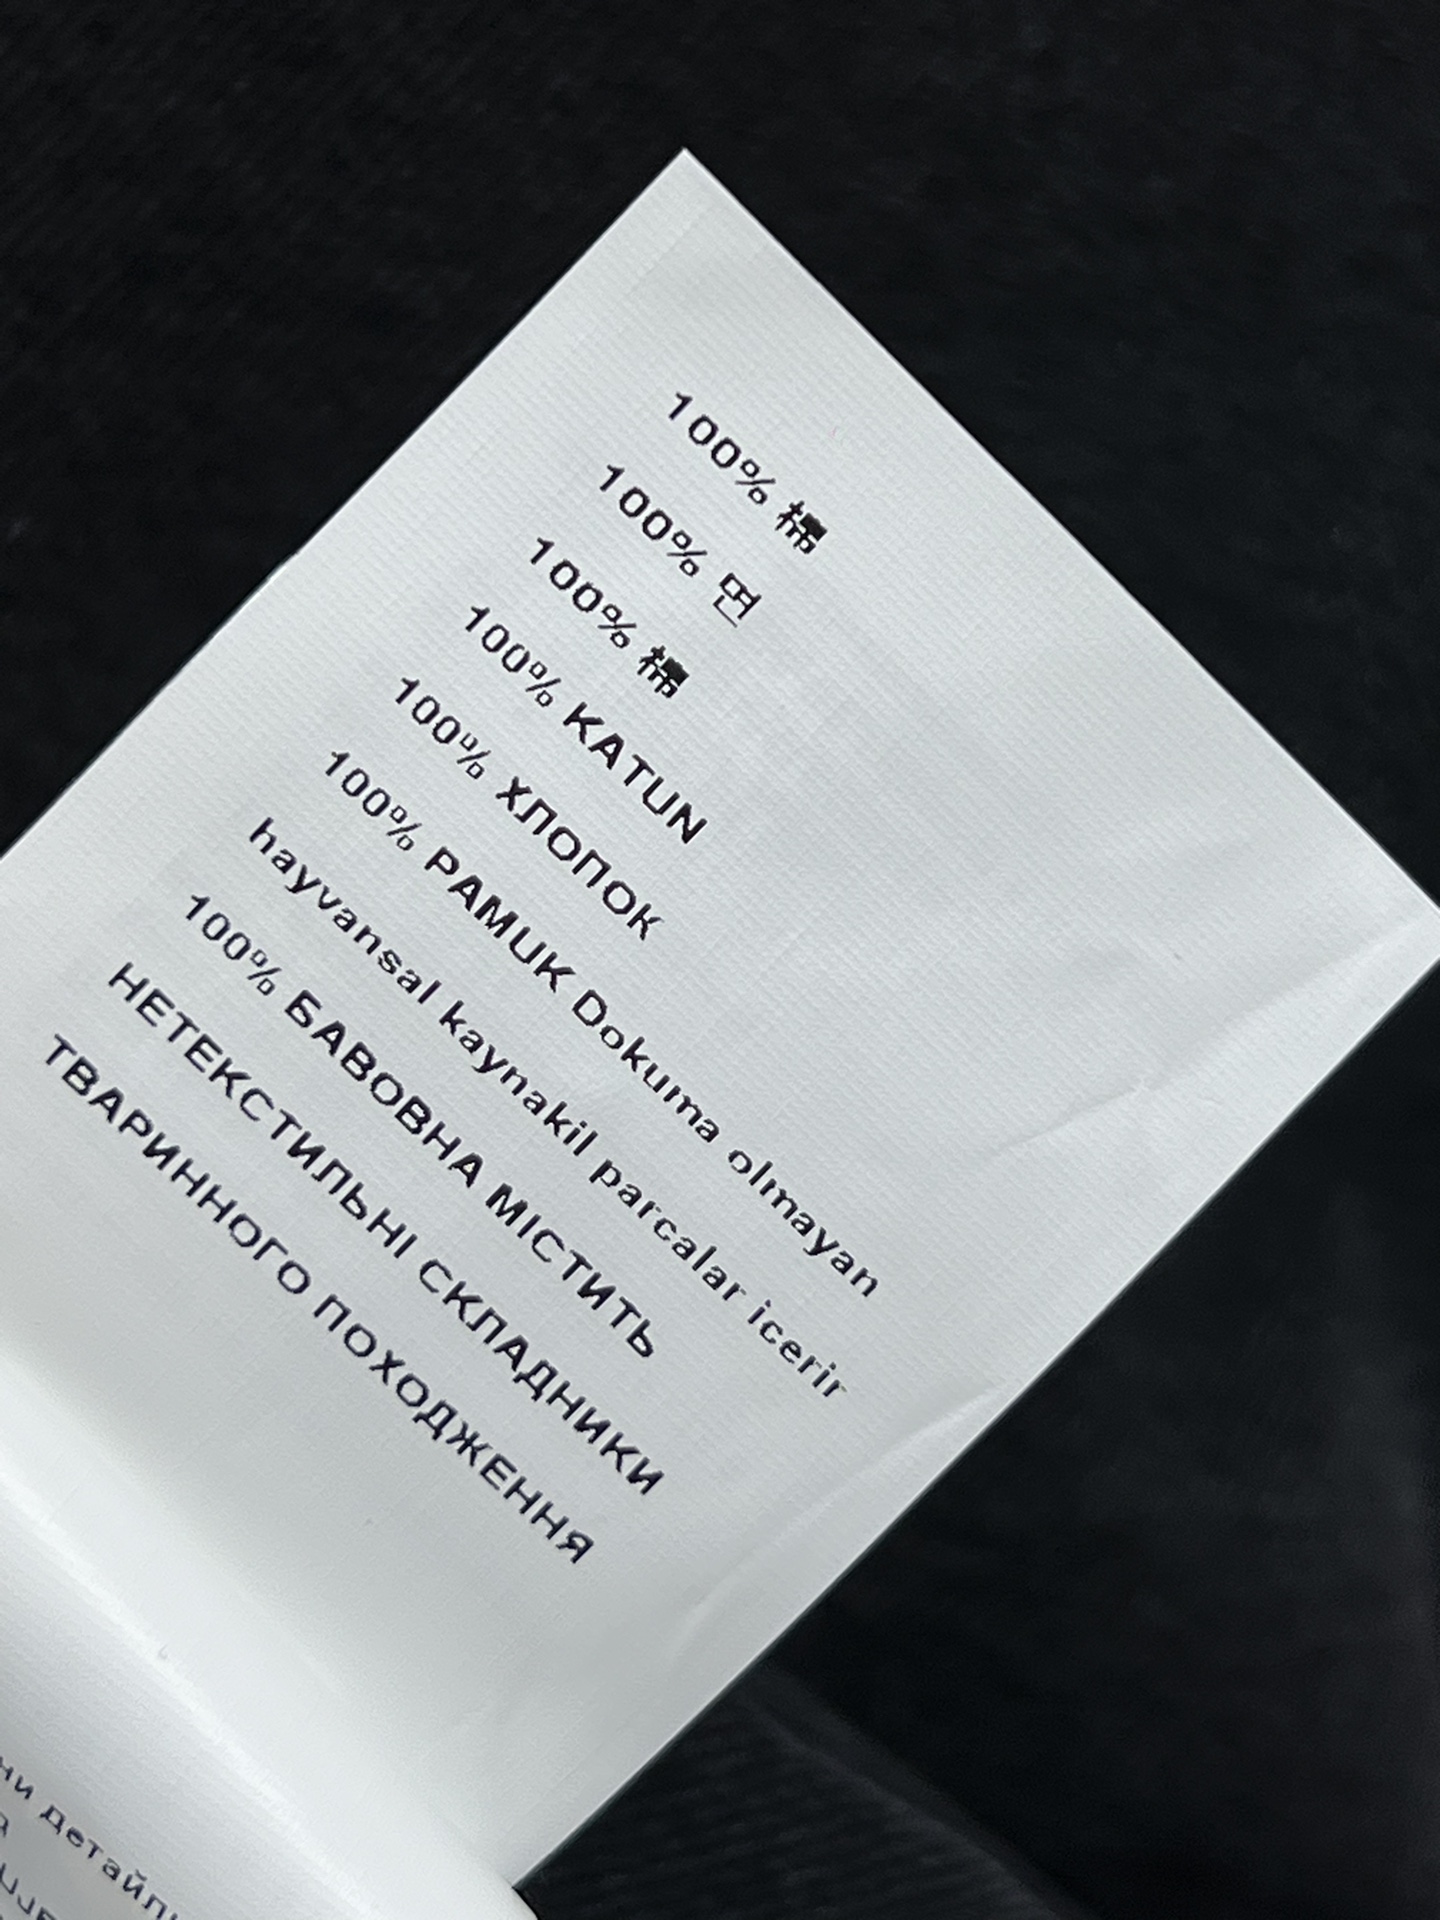 100% 棉
100% 면
100% 棉
100% KATUN
100% ХЛОПОК
100% PAMUK Dokuma olmayan
hayvansal kaynakil parcalar icerir
100% БАВОВНА МІСТИТЬ
НЕТЕКСТИЛЬНІ СКЛАДНИКИ
ТВАРИННОГО ПОХОДЖЕННЯ